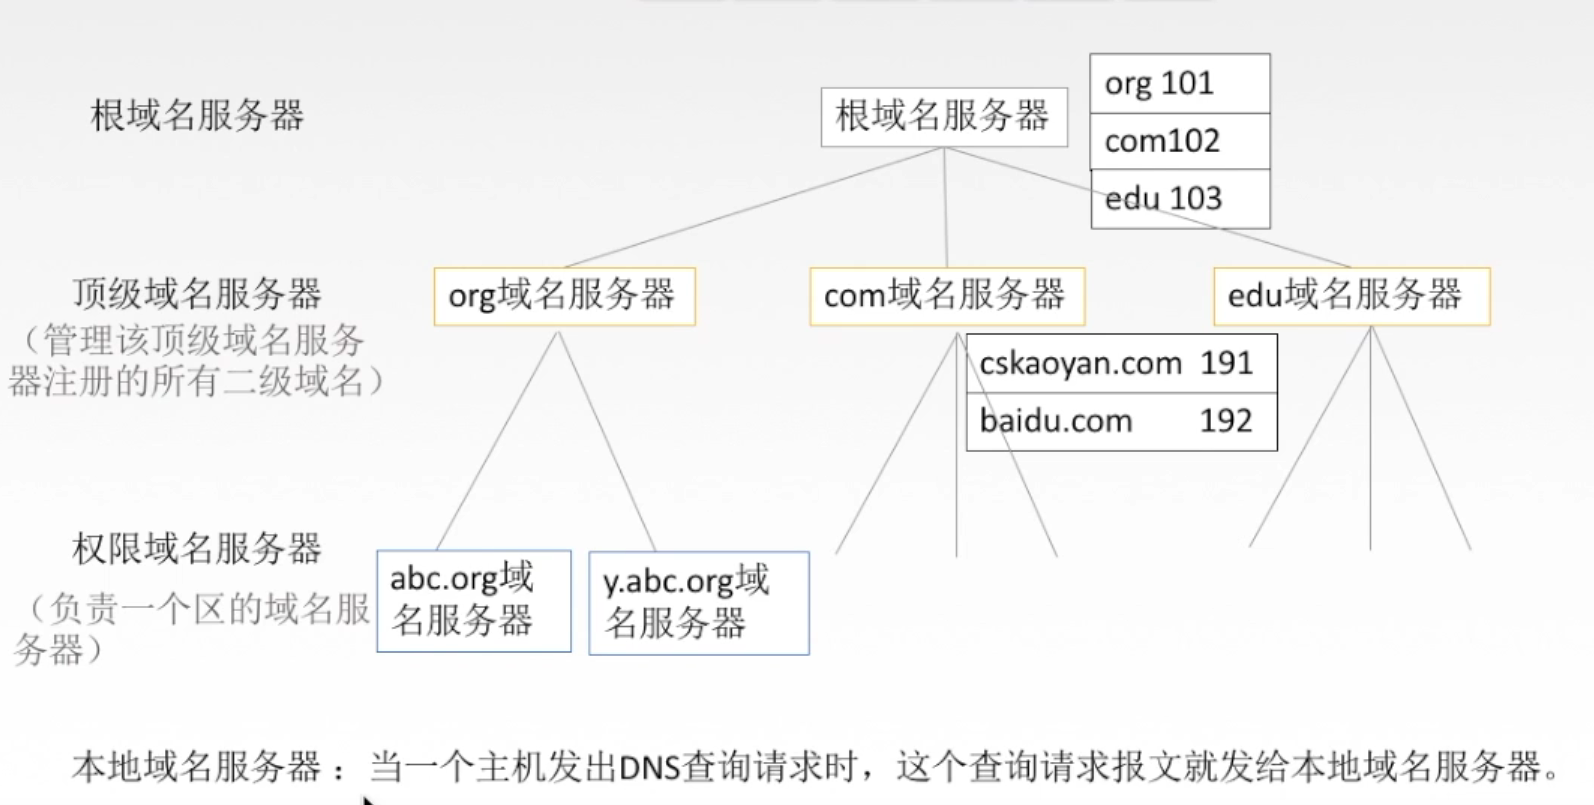 根域名服务器
根域名服务器
org 101
com102
edu 103
顶级域名服务器
（管理该顶级域名服务
器注册的所有二级域名）
org域名服务器
com域名服务器
edu域名服务器
cskaoyan.com 191
baidu.com 192
权限域名服务器
（负责一个区的域名服
务器）
abc.org域
名服务器
y.abc.org域
名服务器
本地域名服务器：当一个主机发出DNS查询请求时，这个查询请求报文就发给本地域名服务器。